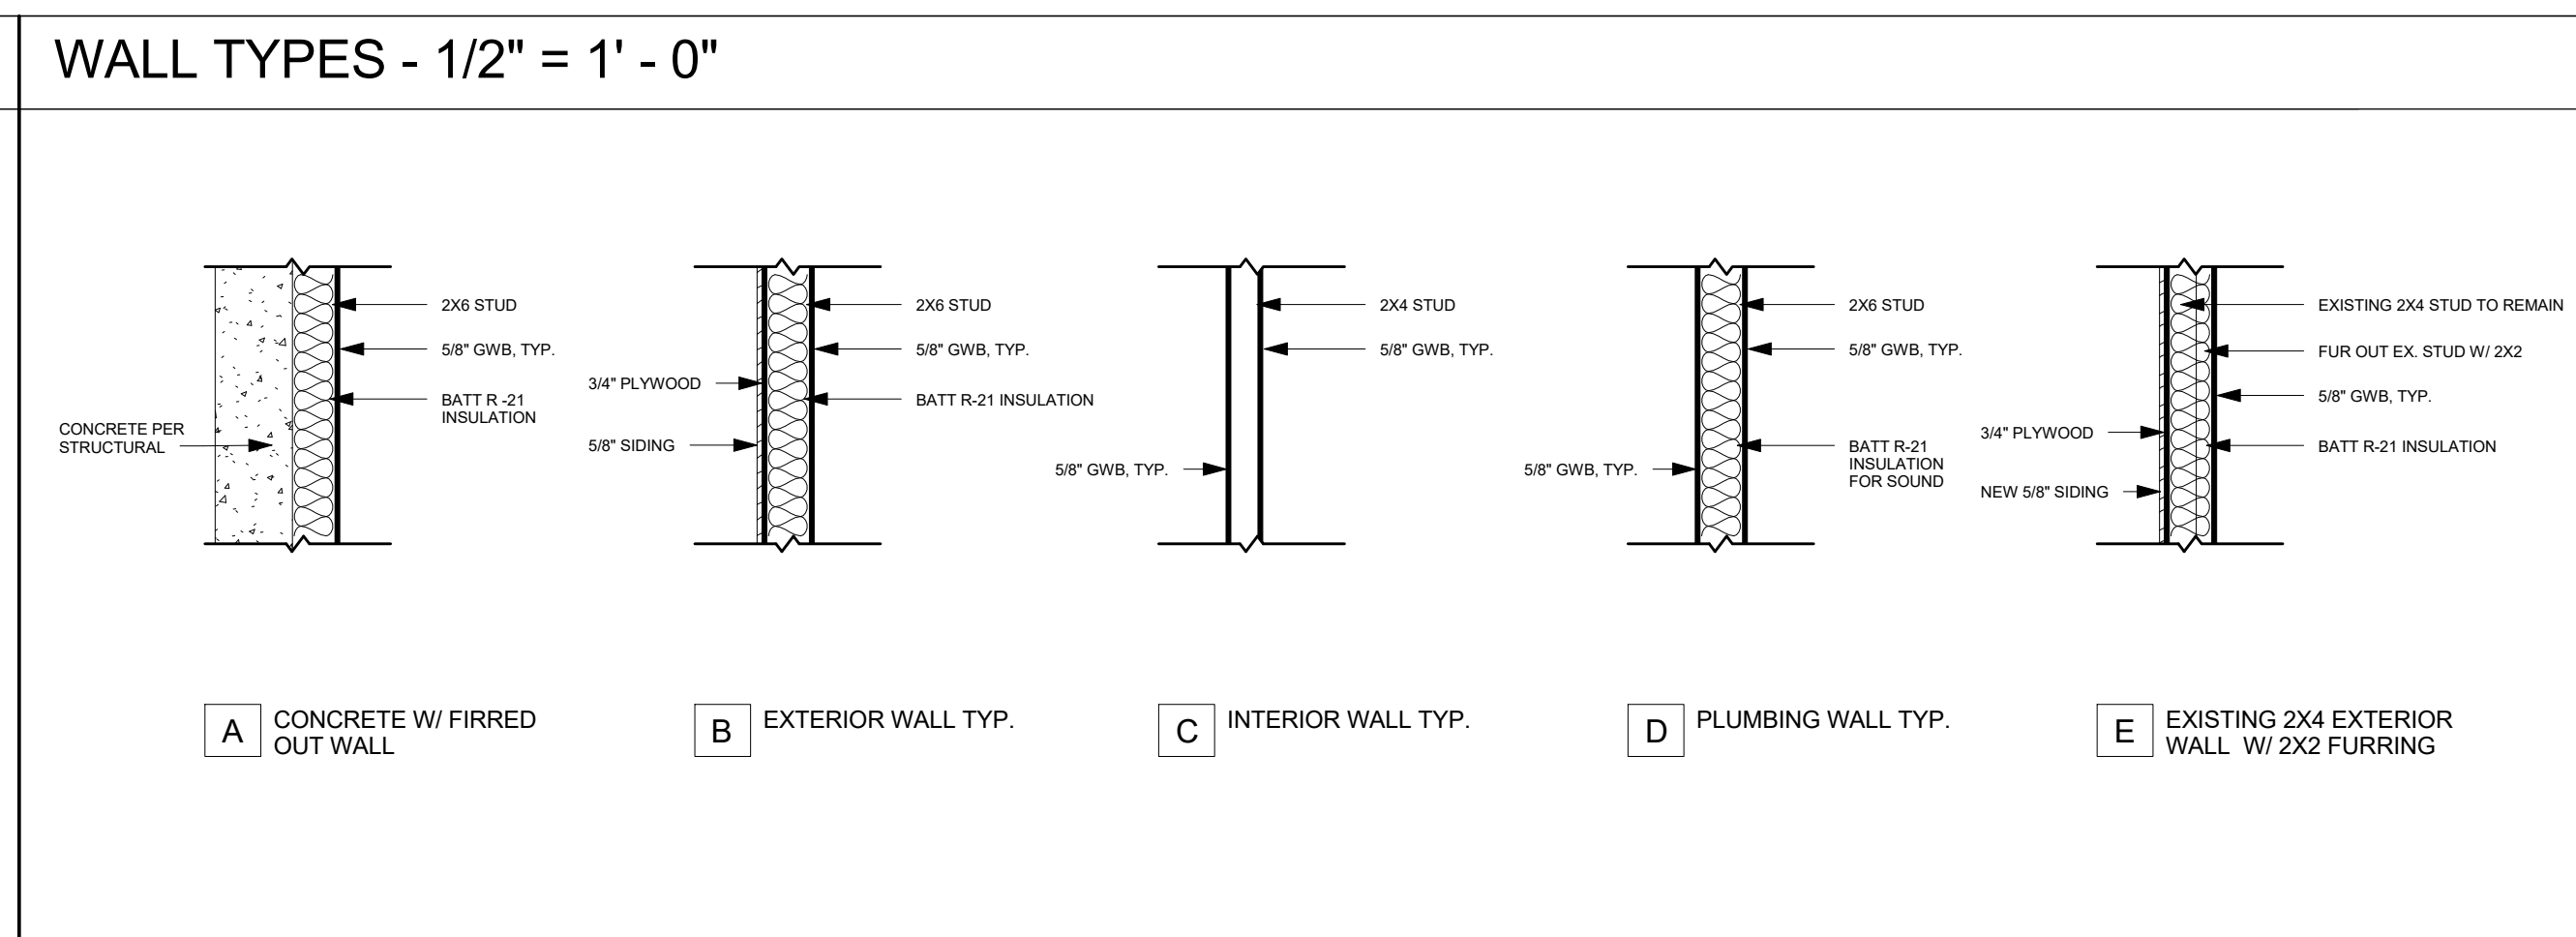 WALL TYPES - 1/2" = 1' - 0"
2X6 STUD
5/8" GWB, TYP.
BATT R -21
INSULATION
CONCRETE PER
STRUCTURAL
A
CONCRETE W/ FIRRED
OUT WALL
2X6 STUD
5/8" GWB, TYP.
3/4" PLYWOOD
BATT R-21 INSULATION
5/8" SIDING
B
EXTERIOR WALL TYP.
2X4 STUD
5/8" GWB, TYP.
5/8" GWB, TYP.
C
INTERIOR WALL TYP.
2X6 STUD
5/8" GWB, TYP.
BATT R-21
INSULATION
FOR SOUND
5/8" GWB, TYP.
D
PLUMBING WALL TYP.
EXISTING 2X4 STUD TO REMAIN
FUR OUT EX. STUD W/ 2X2
5/8" GWB, TYP.
3/4" PLYWOOD
BATT R-21 INSULATION
NEW 5/8" SIDING
E
EXISTING 2X4 EXTERIOR
WALL  W/ 2X2 FURRING